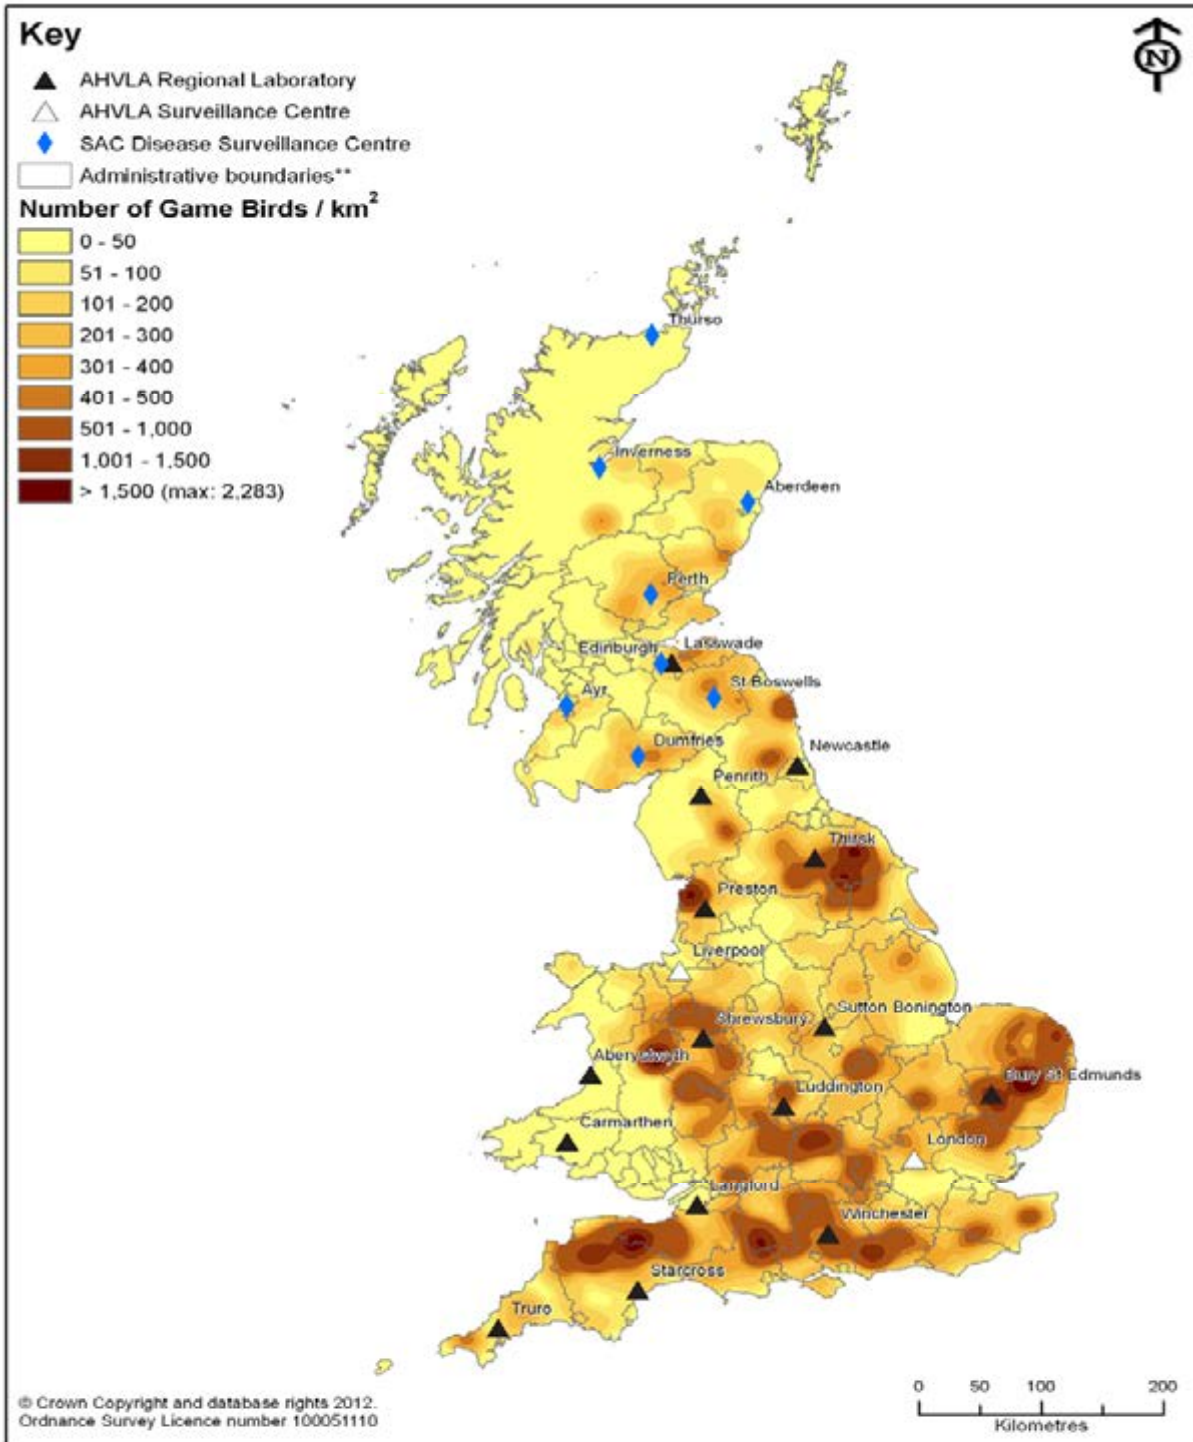 Key
N
AHVLA Regional Laboratory
AHVLA Surveillance Centre
SAC Disease Surveillance Centre
Administrative boundaries**
Number of Game Birds / km²
0 - 50
51 - 100
101 - 200
201 - 300
301 - 400
401 - 500
501 - 1,000
1.001 - 1.500
> 1,500 (max: 2,283)
Thurso
Inverness
Aberdeen
Perth
Edinburgh
Lasswade
St Boswells
Ayr
Dumfries
Newcastle
Penrith
Thirsk
Preston
Liverpool
Sutton Bonington
Shrewsbury
Aberystwyth
Bury St Edmunds
Luddington
Carmarthen
London
Langford
Winchester
Starcross
Truro
© Crown Copyright and database rights 2012.
Ordnance Survey Licence number 100051110
0 50 100 200
Kilometres